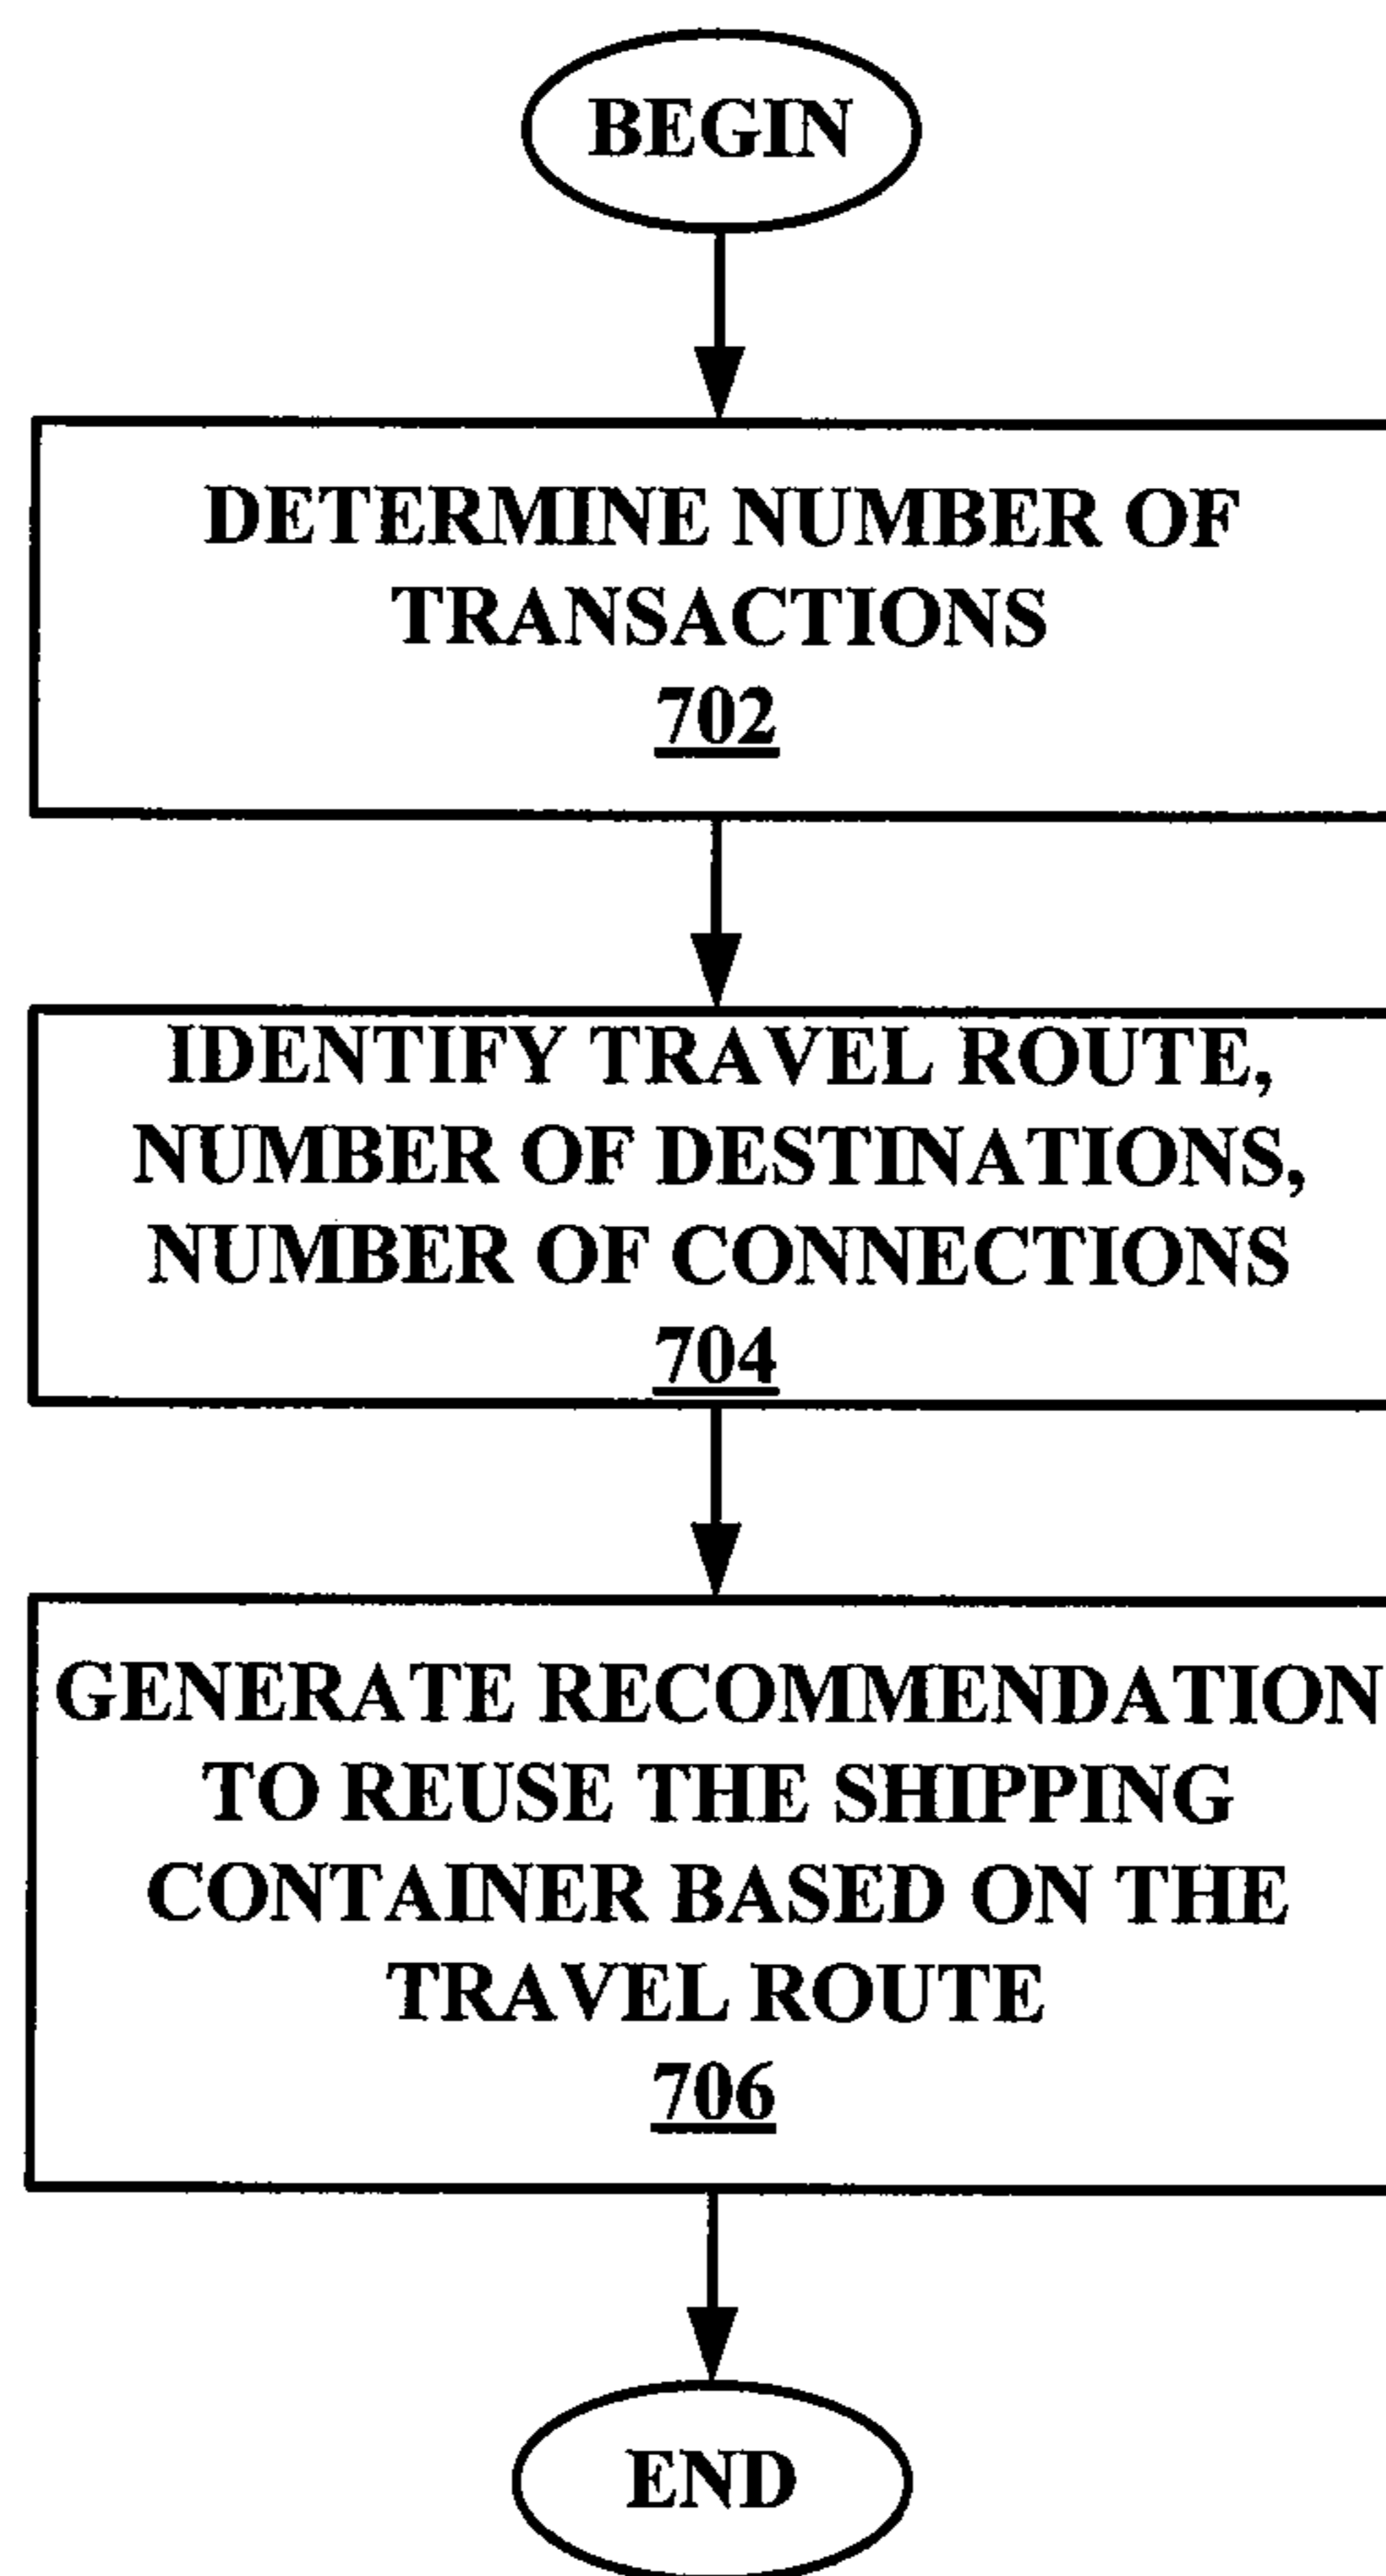 BEGIN
DETERMINE NUMBER OF
TRANSACTIONS
702
IDENTIFY TRAVEL ROUTE,
NUMBER OF DESTINATIONS,
NUMBER OF CONNECTIONS
704
GENERATE RECOMMENDATION
TO REUSE THE SHIPPING
CONTAINER BASED ON THE
TRAVEL ROUTE
706
END